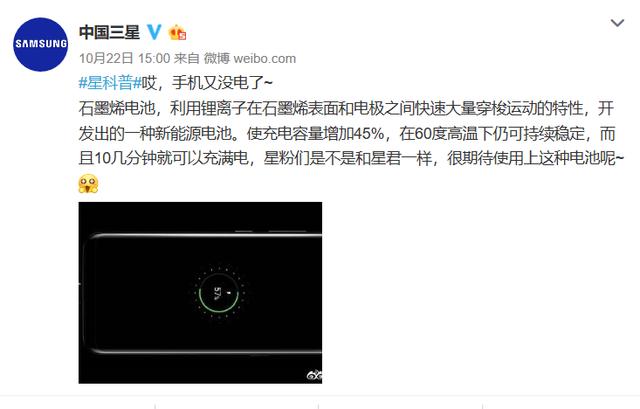 SAMSUNG
中国三星
10月22日 15:00 来自 微博 weibo.com
#星科普#哎，手机又没电了~
石墨烯电池，利用锂离子在石墨烯表面和电极之间快速大量穿梭运动的特性，开
发出的一种新能源电池。使充电容量增加45%，在60度高温下仍可持续稳定，而
且10几分钟就可以充满电，星粉们是不是和星君一样，很期待使用上这种电池呢~
57%